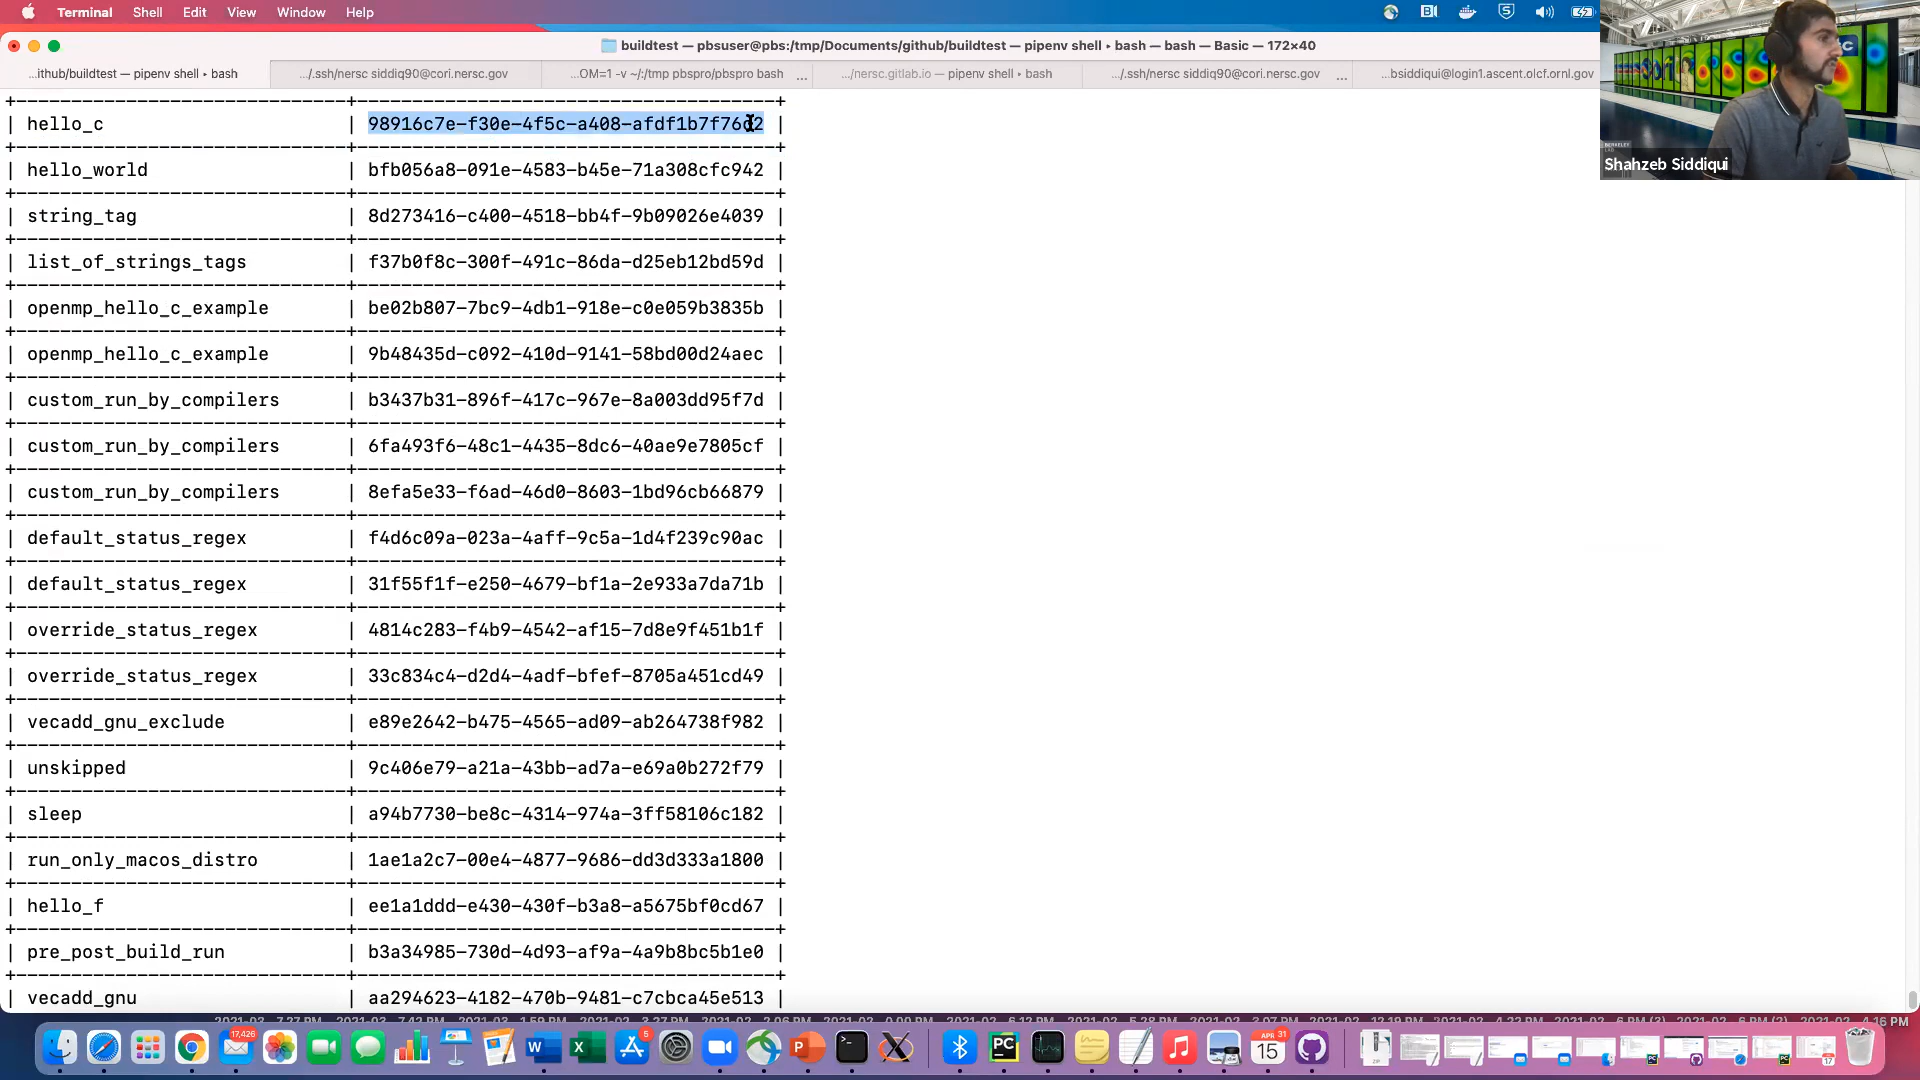 Terminal Shell Edit View Window Help
buildtest — pbsuser@pbs:/tmp/Documents/github/buildtest — pipenv shell ▸ bash — bash — Basic — 172×40
...ithub/buildtest — pipenv shell ▸ bash
.../.ssh/nersc siddiq90@cori.nersc.gov
...OM=1 -v ~/:/tmp pbspro/pbspro bash ...
.../nersc.gitlab.io — pipenv shell ▸ bash
.../.ssh/nersc siddiq90@cori.nersc.gov ...
...bsiddiqui@login1.ascent.olcf.ornl.gov
Shahzeb Siddiqui
+-------------------------------+---------------------------------------+
| hello_c | 98916c7e-f30e-4f5c-a408-afdf1b7f76d2 |
| hello_world | bfb056a8-091e-4583-b45e-71a308cfc942 |
| string_tag | 8d273416-c400-4518-bb4f-9b09026e4039 |
| list_of_strings_tags | f37b0f8c-300f-491c-86da-d25eb12bd59d |
| openmp_hello_c_example | be02b807-7bc9-4db1-918e-c0e059b3835b |
| openmp_hello_c_example | 9b48435d-c092-410d-9141-58bd00d24aec |
| custom_run_by_compilers | b3437b31-896f-417c-967e-8a003dd95f7d |
| custom_run_by_compilers | 6fa493f6-48c1-4435-8dc6-40ae9e7805cf |
| custom_run_by_compilers | 8efa5e33-f6ad-46d0-8603-1bd96cb66879 |
| default_status_regex | f4d6c09a-023a-4aff-9c5a-1d4f239c90ac |
| default_status_regex | 31f55f1f-e250-4679-bf1a-2e933a7da71b |
| override_status_regex | 4814c283-f4b9-4542-af15-7d8e9f451b1f |
| override_status_regex | 33c834c4-d2d4-4adf-bfef-8705a451cd49 |
| vecadd_gnu_exclude | e89e2642-b475-4565-ad09-ab264738f982 |
| unskipped | 9c406e79-a21a-43bb-ad7a-e69a0b272f79 |
| sleep | a94b7730-be8c-4314-974a-3ff58106c182 |
| run_only_macos_distro | 1ae1a2c7-00e4-4877-9686-dd3d333a1800 |
| hello_f | ee1a1ddd-e430-430f-b3a8-a5675bf0cd67 |
| pre_post_build_run | b3a34985-730d-4d93-af9a-4a9b8bc5b1e0 |
| vecadd_gnu | aa294623-4182-470b-9481-c7cbca45e513 |
17,426
5
APR 31
15
PC
17